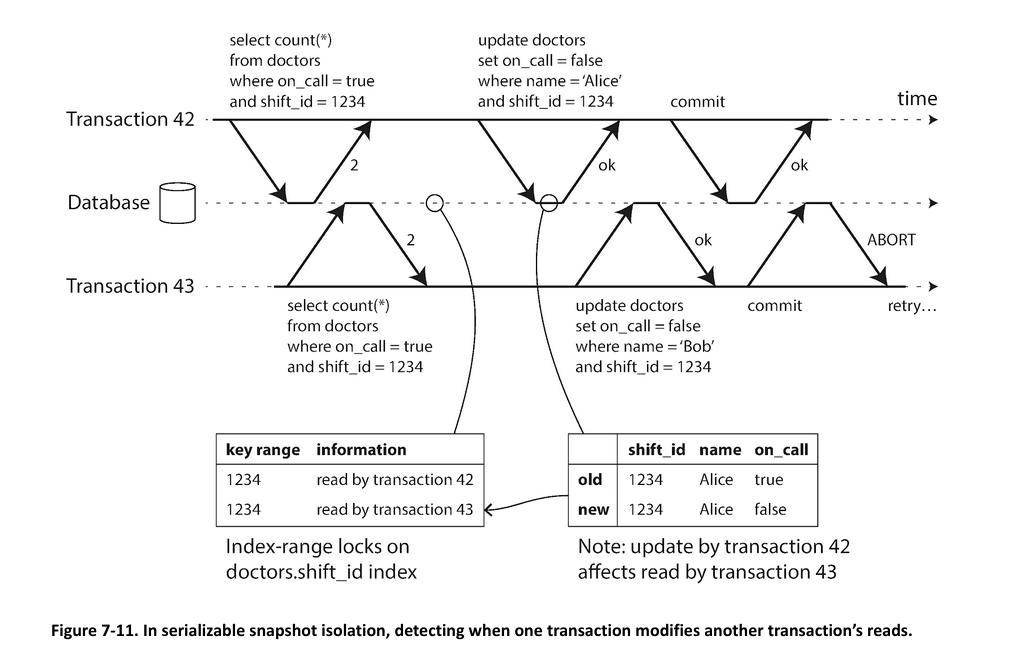 select count(*)
from doctors
where on_call = true
and shift_id = 1234
update doctors
set on_call = false
where name = ‘Alice’
and shift_id = 1234
commit
time
Transaction 42
2
ok
ok
Database
2
ok
ABORT
Transaction 43
select count(*)
from doctors
where on_call = true
and shift_id = 1234
update doctors
set on_call = false
where name = ‘Bob’
and shift_id = 1234
commit
retry…
key range information
1234 read by transaction 42
1234 read by transaction 43
shift_id name on_call
old 1234 Alice true
new 1234 Alice false
Index-range locks on
doctors.shift_id index
Note: update by transaction 42
affects read by transaction 43
Figure 7-11. In serializable snapshot isolation, detecting when one transaction modifies another transaction’s reads.